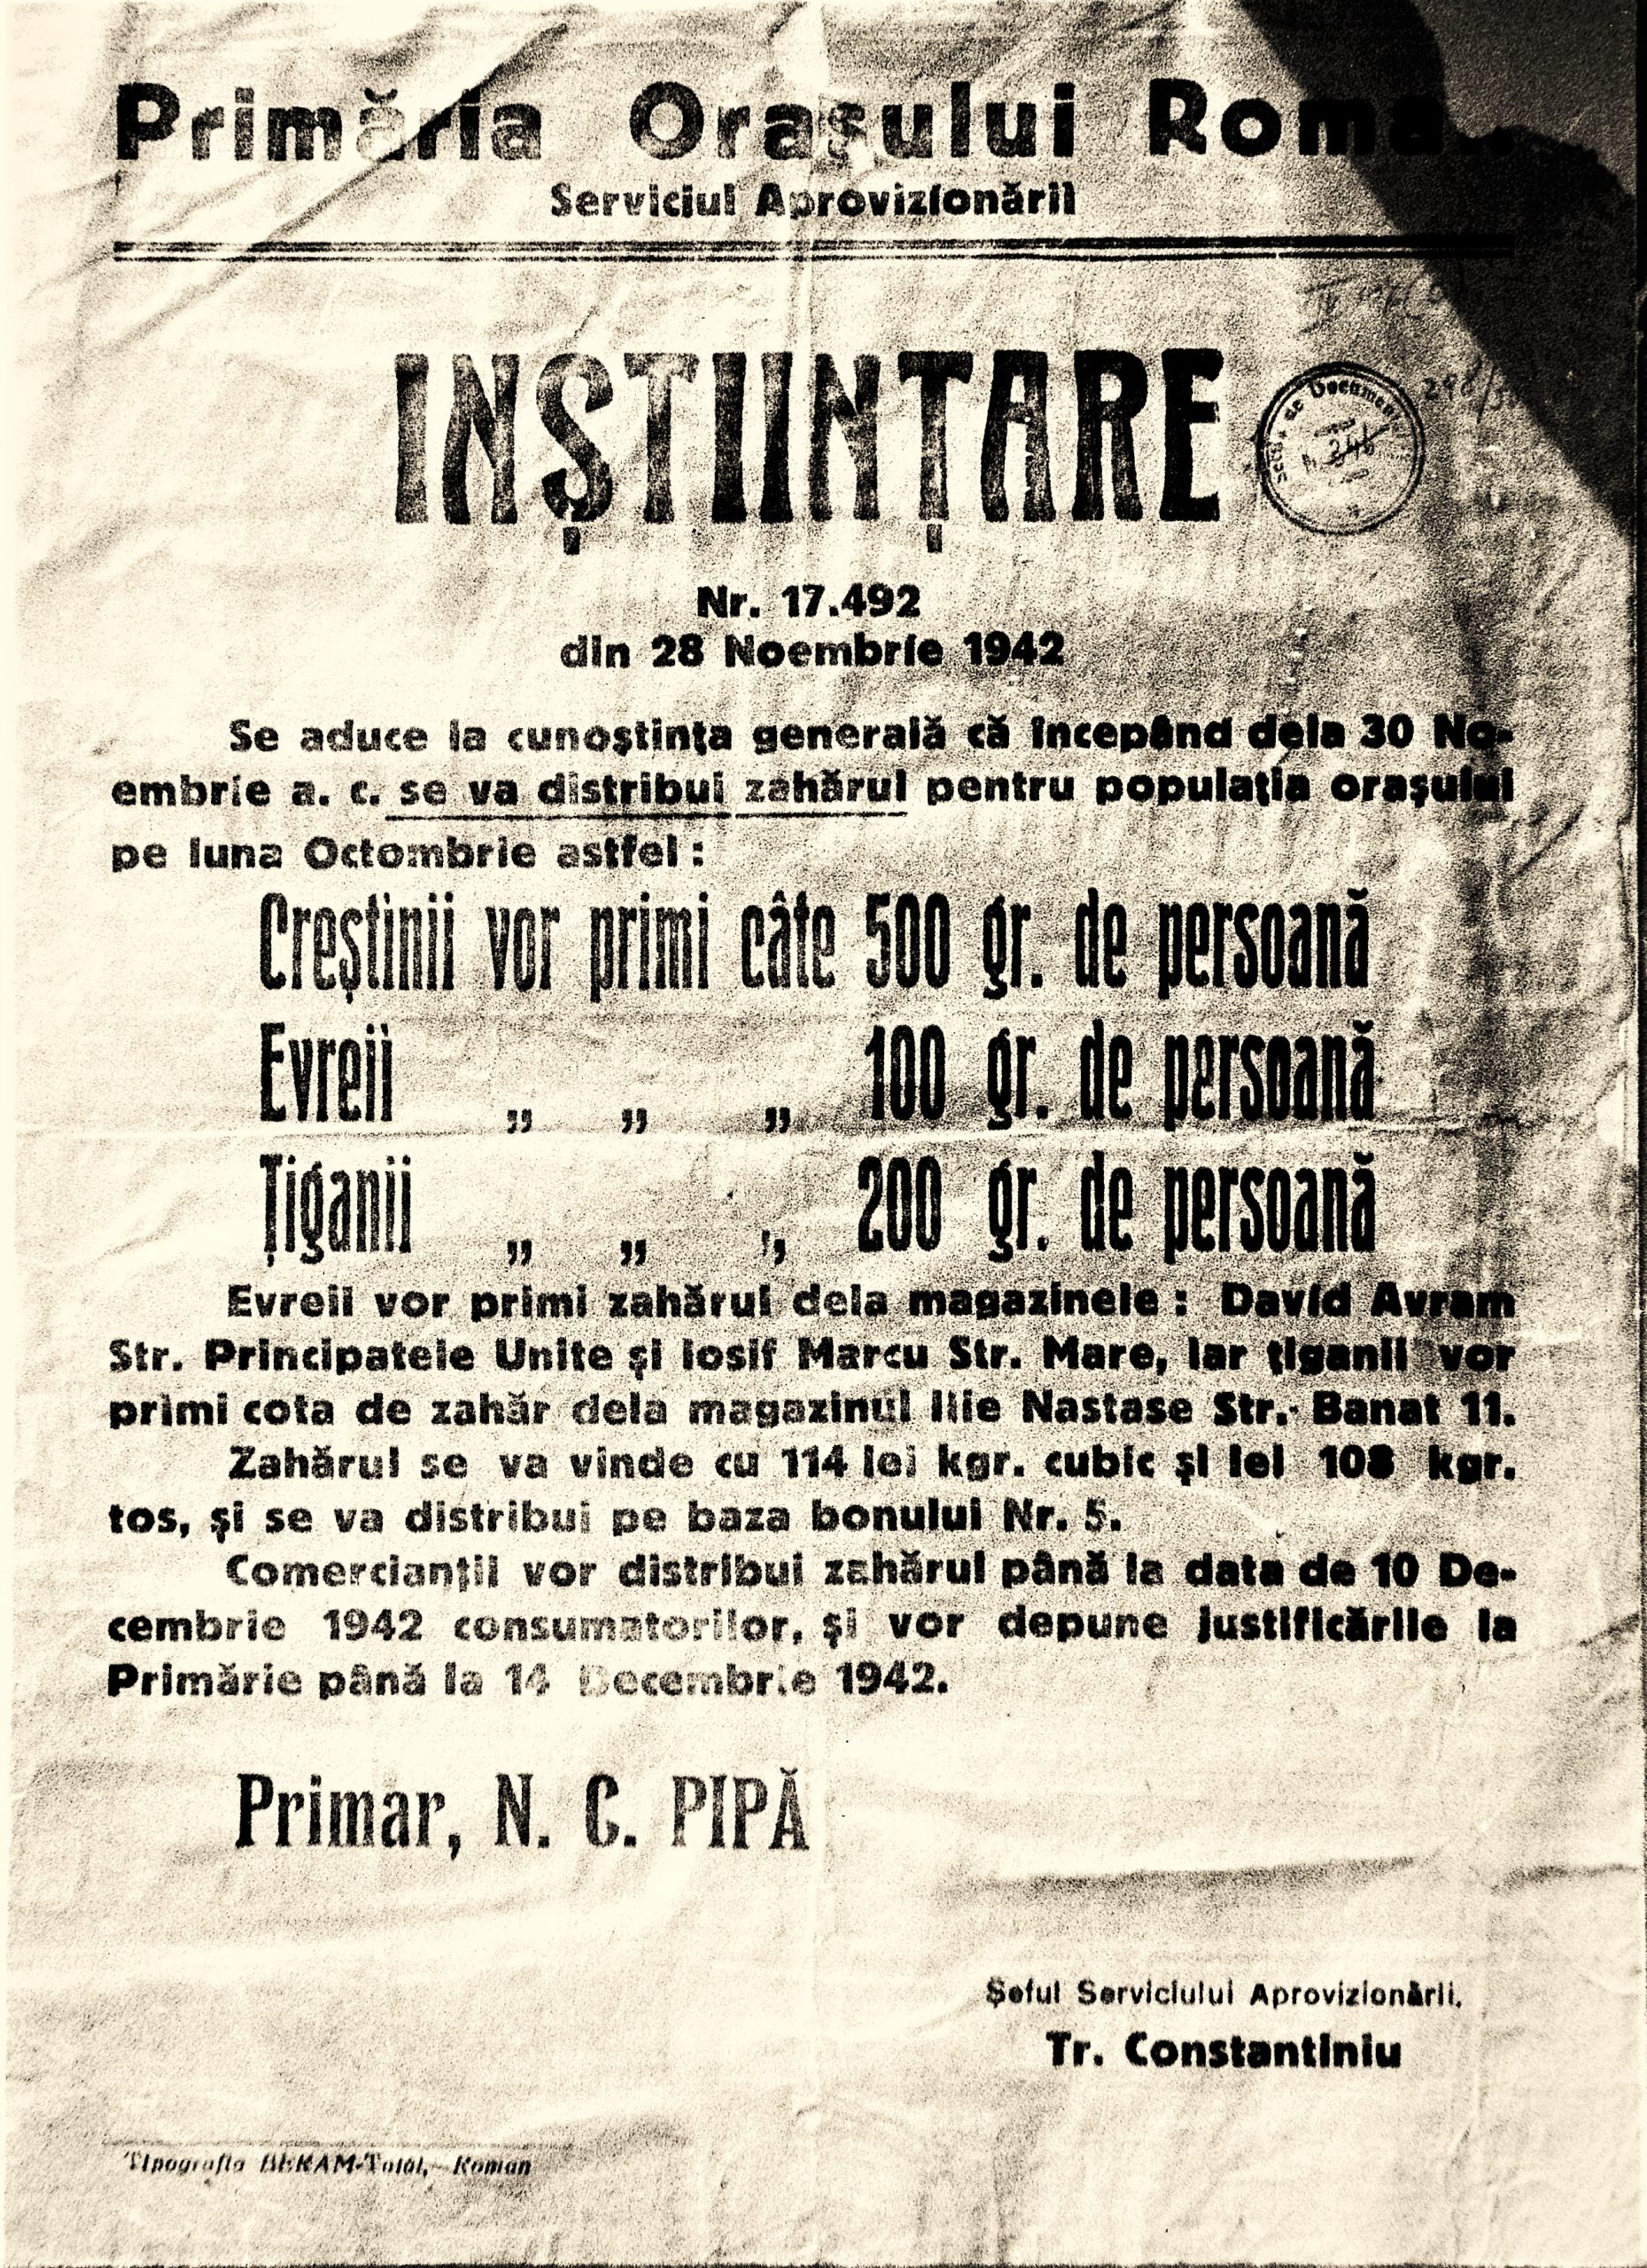 Primăria Orașului Roma
Serviciul Aprovizionării
INȘTIINȚARE
de Documen
Nr. 17.492
din 28 Noembrie 1942
Se aduce la cunoștința generală că începând dela 30 No-
embrie a. c. se va distribui zahărul pentru populația orașului
pe luna Octombrie astfel :
Creștinii vor primi câte 500 gr. de persoană
Evreii „ „ „ 100 gr. de persoană
Țiganii „ „ „ 200 gr. de persoană
Evreii vor primi zahărul dela magazinele : David Avram
Str. Principatele Unite și Iosif Marcu Str. Mare, iar țiganii vor
primi cota de zahăr dela magazinul Ilie Nastase Str. Banat 11.
Zahărul se va vinde cu 114 lei kgr. cubic și lei 108 kgr.
tos, și se va distribui pe baza bonului Nr. 5.
Comercianții vor distribui zahărul până la data de 10 De-
cembrie 1942 consumatorilor, și vor depune justificările la
Primărie până la 14 Decembrie 1942.
Primar, N. C. PIPĂ
Șeful Serviciului Aprovizionării.
Tr. Constantiniu
Tipografia Roman